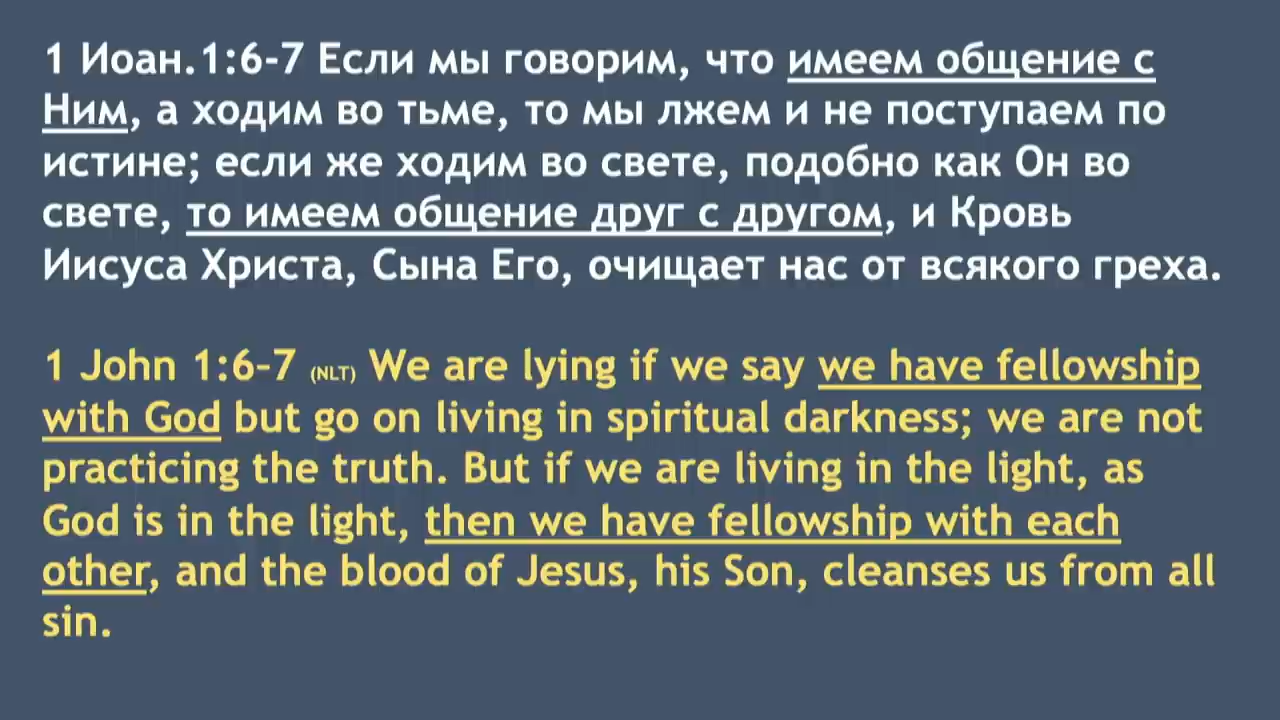 1 Иоан.1:6-7 Если мы говорим, что имеем общение с
Ним, а ходим во тьме, то мы лжем и не поступаем по
истине; если же ходим во свете, подобно как Он во
свете, то имеем общение друг с другом, и Кровь
Иисуса Христа, Сына Его, очищает нас от всякого греха.
1 John 1:6-7 (NLT) We are lying if we say we have fellowship
with God but go on living in spiritual darkness; we are not
practicing the truth. But if we are living in the light, as
God is in the light, then we have fellowship with each
other, and the blood of Jesus, his Son, cleanses us from all
sin.